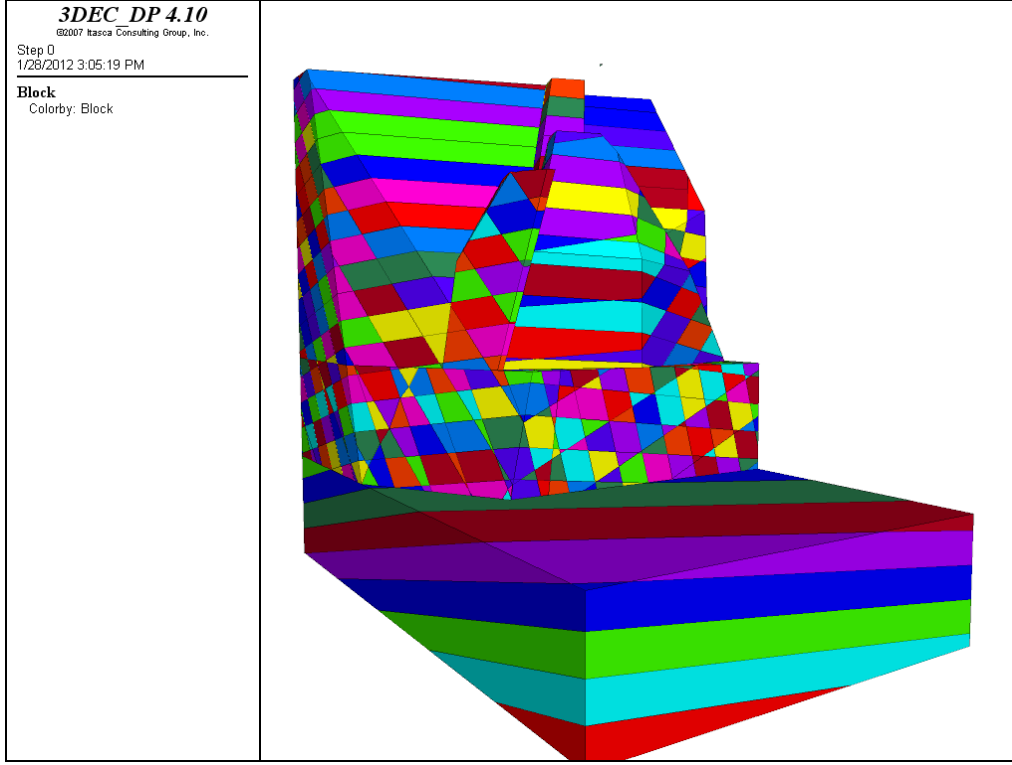 3DEC_DP 4.10
©2007 Itasca Consulting Group, Inc.
Step 0
1/28/2012 3:05:19 PM
Block
Colorby: Block